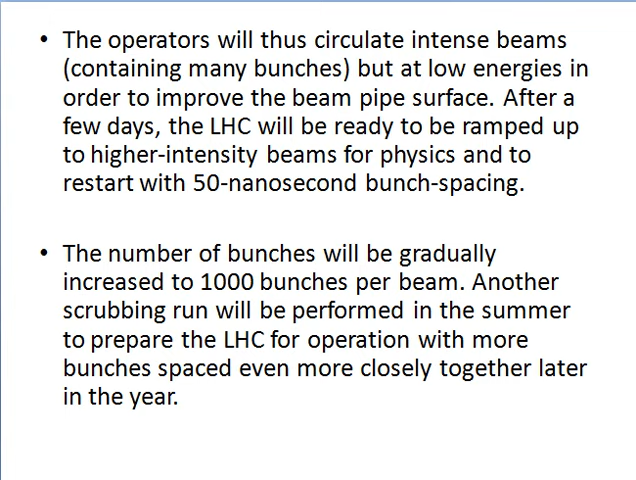 • The operators will thus circulate intense beams
(containing many bunches) but at low energies in
order to improve the beam pipe surface. After a
few days, the LHC will be ready to be ramped up
to higher-intensity beams for physics and to
restart with 50-nanosecond bunch-spacing.
• The number of bunches will be gradually
increased to 1000 bunches per beam. Another
scrubbing run will be performed in the summer
to prepare the LHC for operation with more
bunches spaced even more closely together later
in the year.